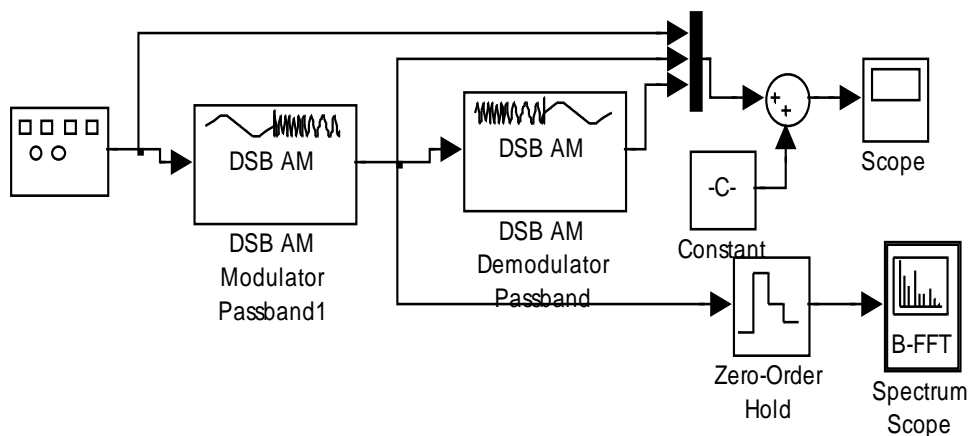 DSB AM
DSB AM
Modulator
Passband1
DSB AM
DSB AM
Demodulator
Passband
+
+
-C-
Constant
Scope
Zero-Order
Hold
B-FFT
Spectrum
Scope